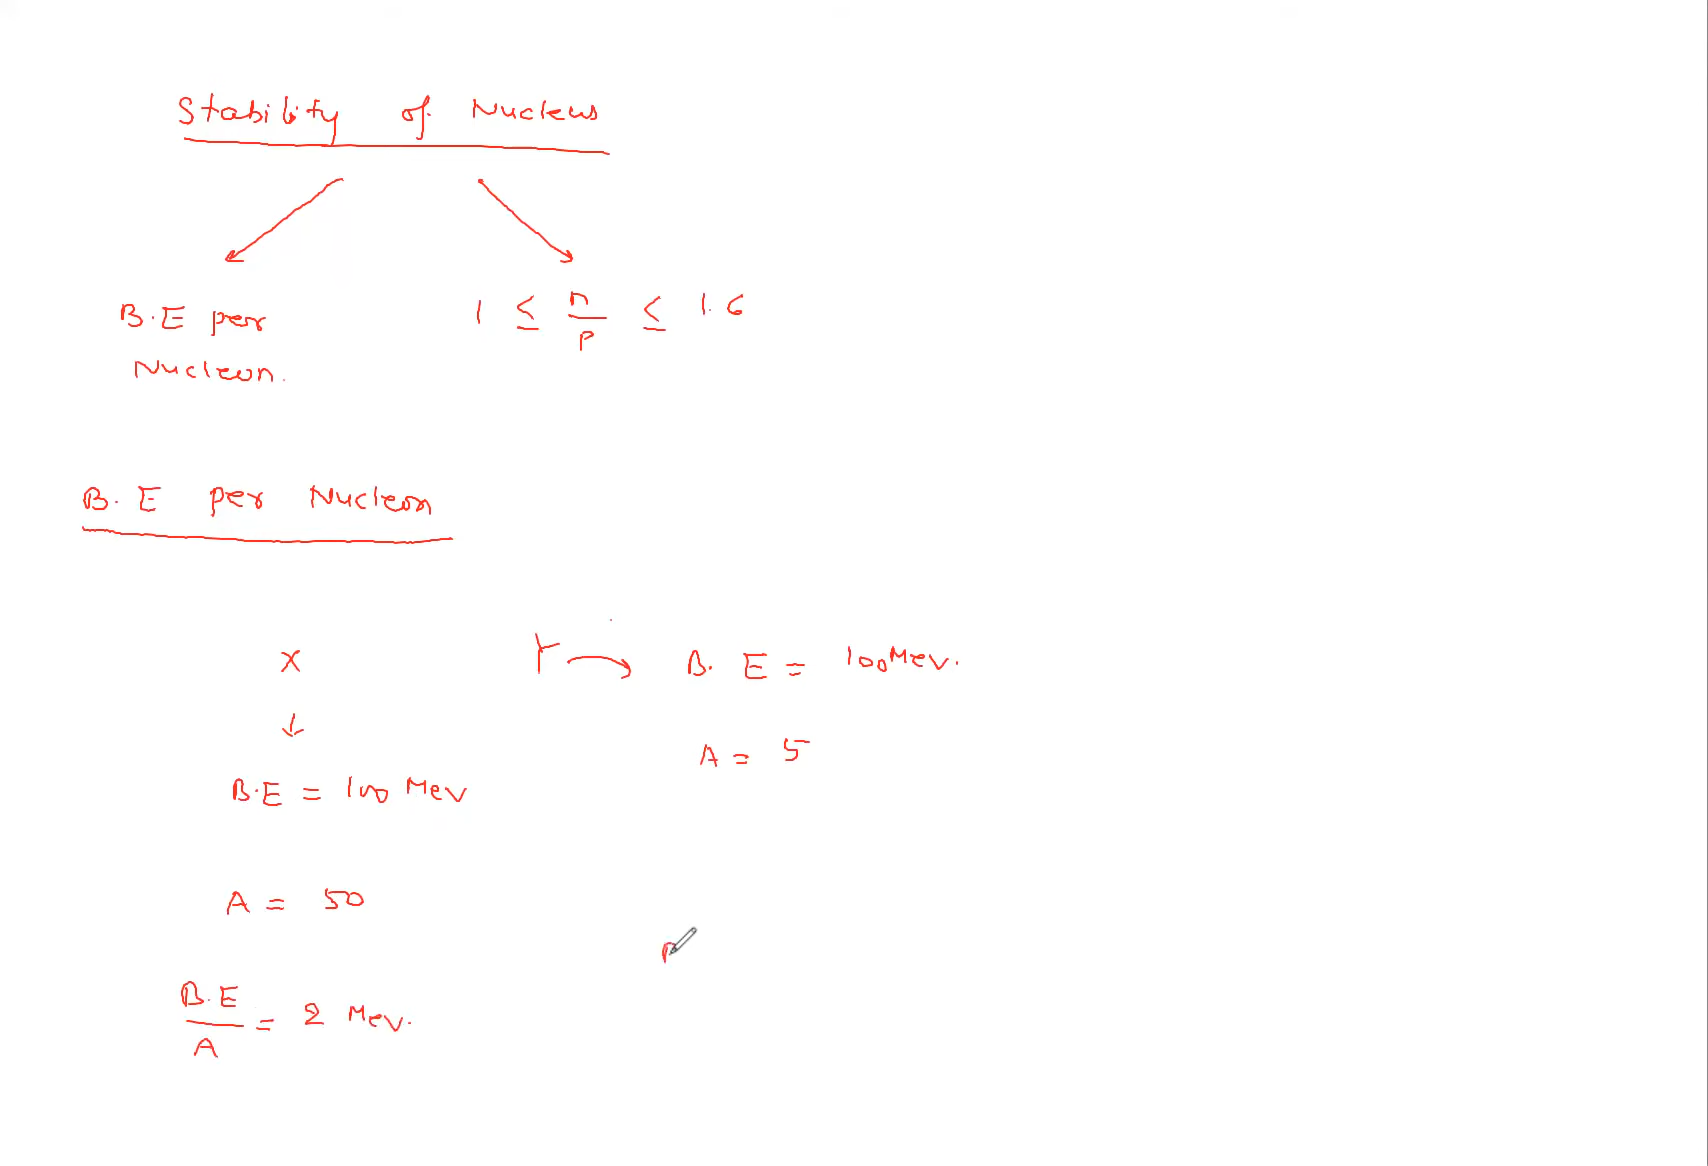 Stability of Nucleus
B.E per
Nucleon.
1 ≤ n/p ≤ 1.6
B.E per Nucleon
X
Y → B.E = 100 Mev.
A = 5
↓
B.E = 100 Mev
A = 50
B.E/A = 2 Mev.